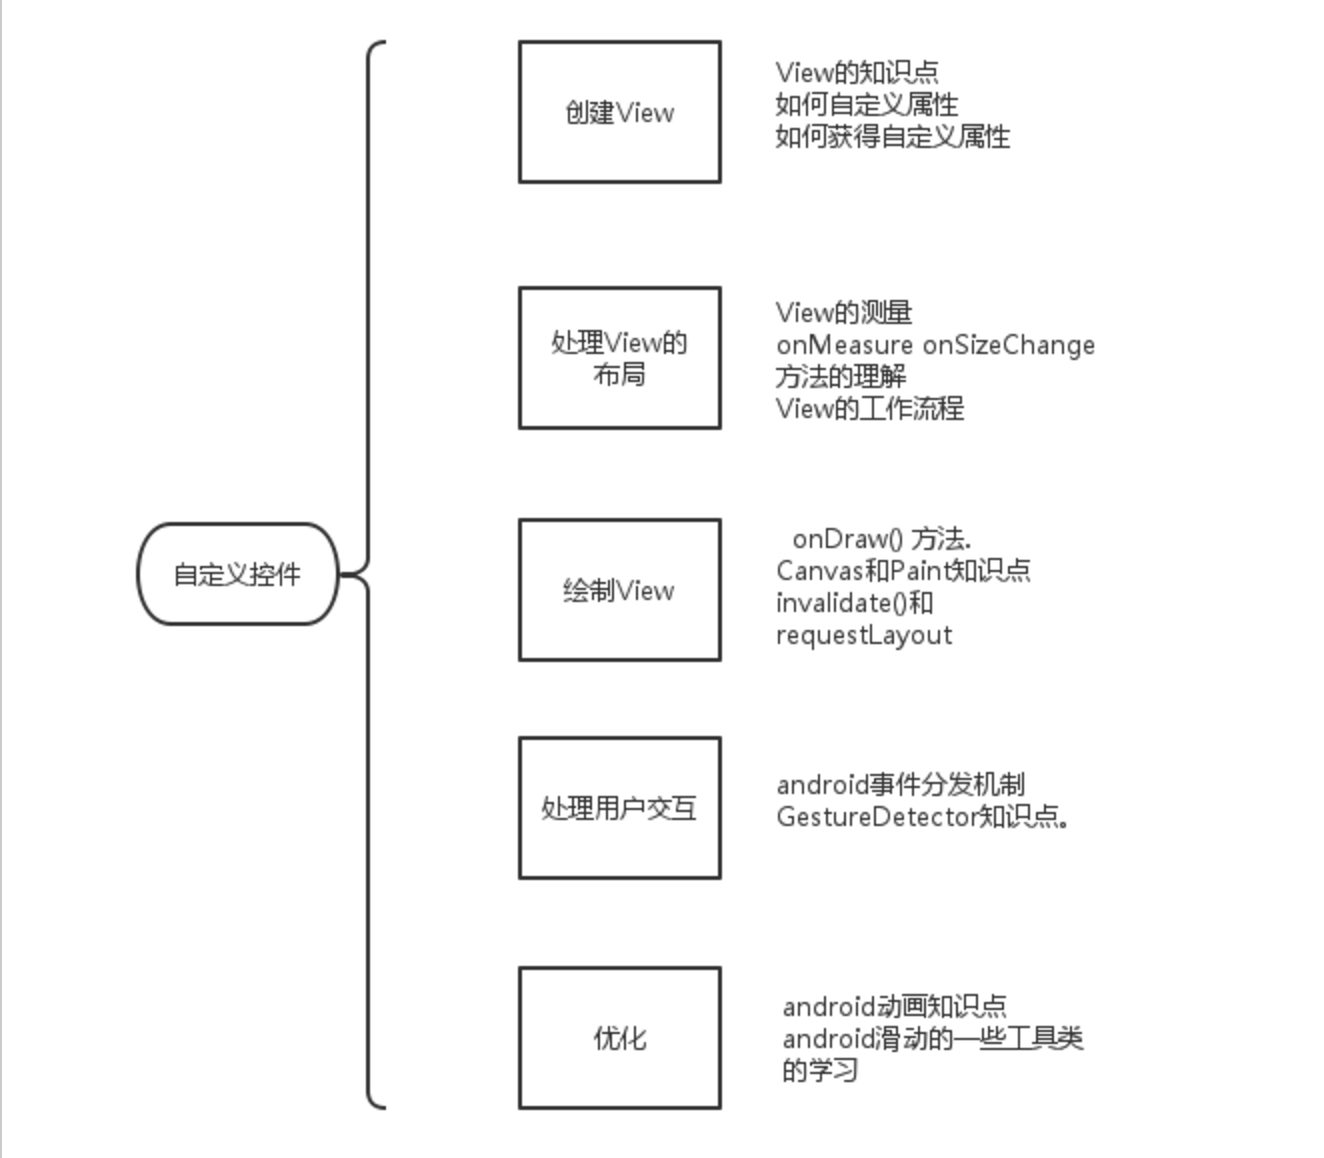 自定义控件
创建View
View的知识点
如何自定义属性
如何获得自定义属性
处理View的
布局
View的测量
onMeasure onSizeChange
方法的理解
View的工作流程
绘制View
onDraw() 方法.
Canvas和Paint知识点
invalidate()和
requestLayout
处理用户交互
android事件分发机制
GestureDetector知识点。
优化
android动画知识点
android滑动的一些工具类
的学习